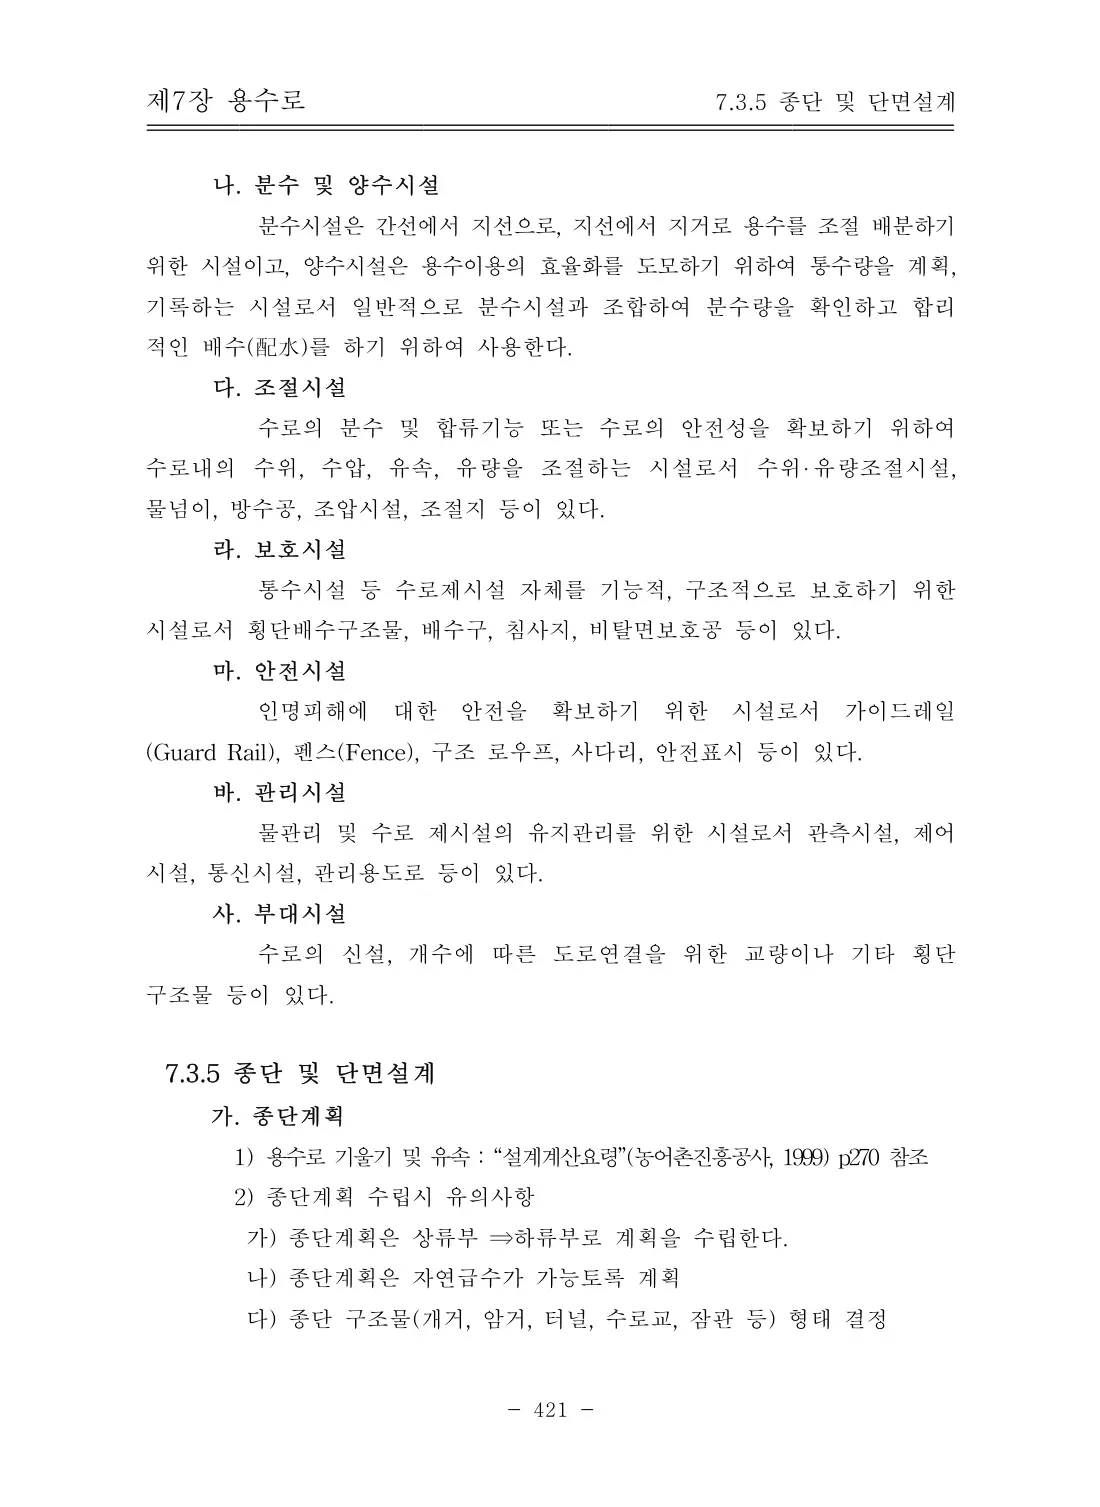 제7장 용수로 7.3.5 종단 및 단면설계
나. 분수 및 양수시설
분수시설은 간선에서 지선으로, 지선에서 지거로 용수를 조절 배분하기
위한 시설이고, 양수시설은 용수이용의 효율화를 도모하기 위하여 통수량을 계획,
기록하는 시설로서 일반적으로 분수시설과 조합하여 분수량을 확인하고 합리
적인 배수(配水)를 하기 위하여 사용한다.
다. 조절시설
수로의 분수 및 합류기능 또는 수로의 안전성을 확보하기 위하여
수로내의 수위, 수압, 유속, 유량을 조절하는 시설로서 수위·유량조절시설,
물넘이, 방수공, 조압시설, 조절지 등이 있다.
라. 보호시설
통수시설 등 수로제시설 자체를 기능적, 구조적으로 보호하기 위한
시설로서 횡단배수구조물, 배수구, 침사지, 비탈면보호공 등이 있다.
마. 안전시설
인명피해에 대한 안전을 확보하기 위한 시설로서 가이드레일
(Guard Rail), 펜스(Fence), 구조 로우프, 사다리, 안전표시 등이 있다.
바. 관리시설
물관리 및 수로 제시설의 유지관리를 위한 시설로서 관측시설, 제어
시설, 통신시설, 관리용도로 등이 있다.
사. 부대시설
수로의 신설, 개수에 따른 도로연결을 위한 교량이나 기타 횡단
구조물 등이 있다.
7.3.5 종단 및 단면설계
가. 종단계획
1) 용수로 기울기 및 유속 : “설계계산요령”(농어촌진흥공사, 1999) p270 참조
2) 종단계획 수립시 유의사항
가) 종단계획은 상류부 ⇒하류부로 계획을 수립한다.
나) 종단계획은 자연급수가 가능토록 계획
다) 종단 구조물(개거, 암거, 터널, 수로교, 잠관 등) 형태 결정
- 421 -